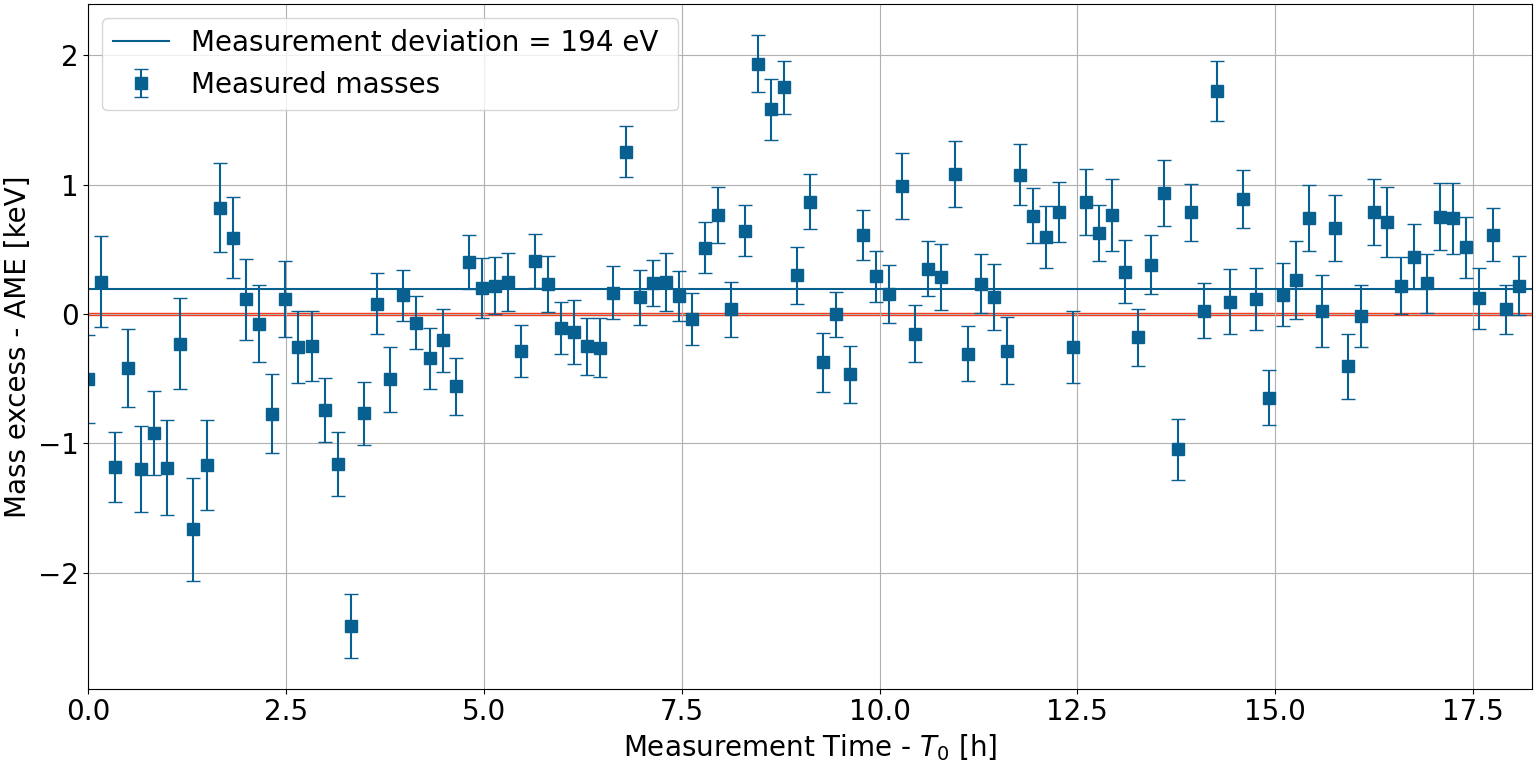 Measurement deviation = 194 eV
Measured masses
Mass excess - AME [keV]
2
1
0
−1
−2
0.0 2.5 5.0 7.5 10.0 12.5 15.0 17.5
Measurement Time - T₀ [h]